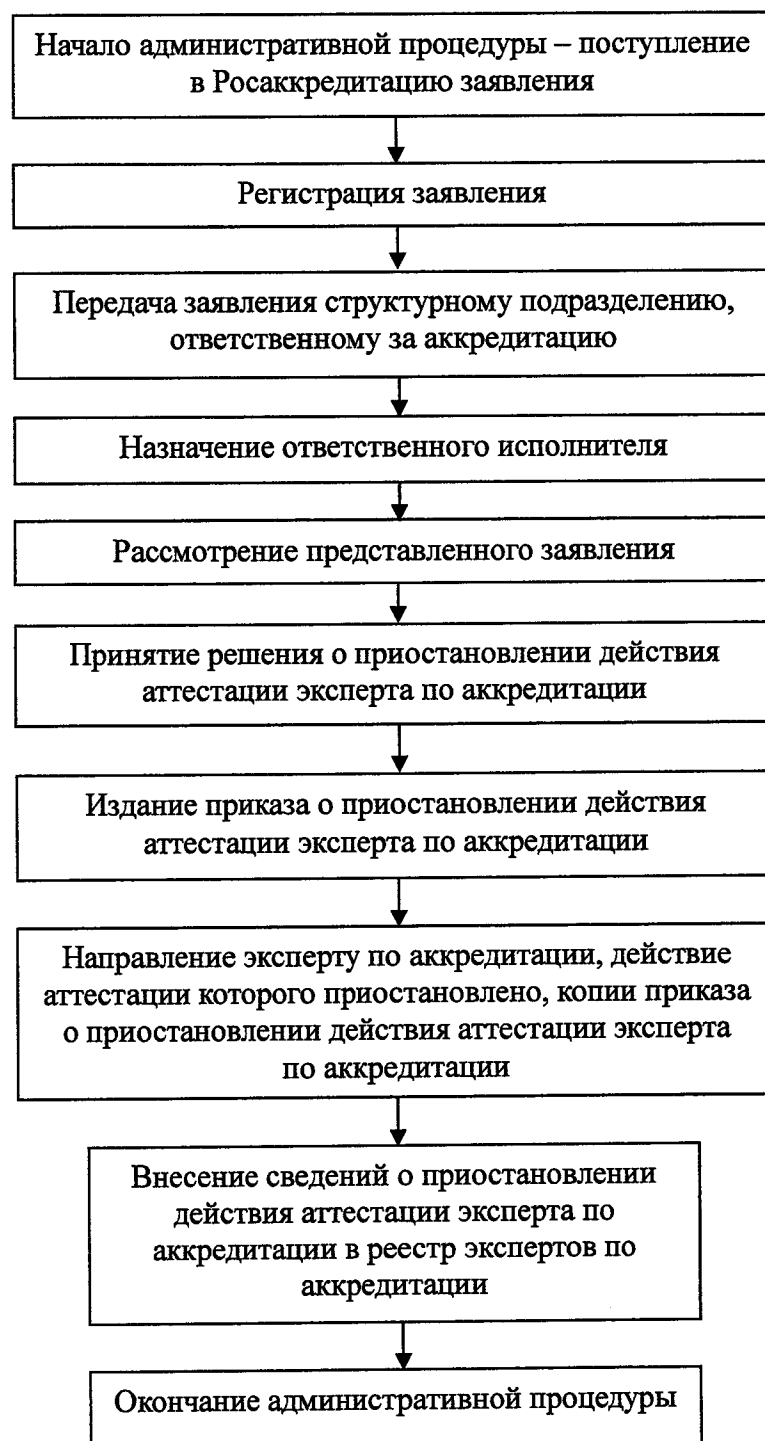 Начало административной процедуры – поступление
в Росаккредитацию заявления
Регистрация заявления
Передача заявления структурному подразделению,
ответственному за аккредитацию
Назначение ответственного исполнителя
Рассмотрение представленного заявления
Принятие решения о приостановлении действия
аттестации эксперта по аккредитации
Издание приказа о приостановлении действия
аттестации эксперта по аккредитации
Направление эксперту по аккредитации, действие
аттестации которого приостановлено, копии приказа
о приостановлении действия аттестации эксперта
по аккредитации
Внесение сведений о приостановлении
действия аттестации эксперта по
аккредитации в реестр экспертов по
аккредитации
Окончание административной процедуры